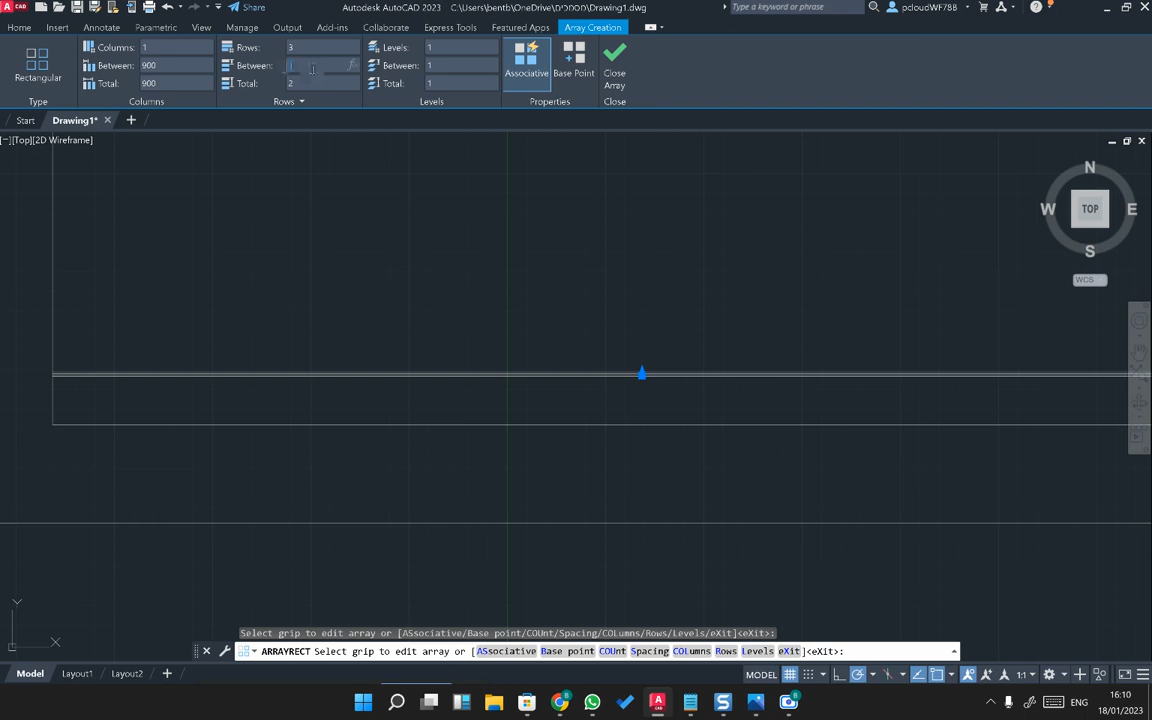 Share
Autodesk AutoCAD 2023 C:\Users\bentb\OneDrive\מסמכים\Drawing1.dwg
Type a keyword or phrase
pcloudWF78B
Home Insert Annotate Parametric View Manage Output Collaborate Express Tools Featured Apps Array Creation
Add-ins
Columns: 1
Between: 900
Total: 900
Rows: 3
Between: 1
Total: 2
Levels: 1
Between: 1
Total: 1
Rectangular
Associative
Base Point
Close
Array
Type
Columns
Rows
Levels
Properties
Close
Start
Drawing1*
[−][Top][2D Wireframe]
N
W TOP E
S
WCS
Y
X
Select grip to edit array or [ASsociative/Base point/COUnt/Spacing/COLumns/Rows/Levels/eXit]<eXit>:
ARRAYRECT Select grip to edit array or [ASsociative Base point COUnt Spacing COLumns Rows Levels eXit]<eXit>:
Model Layout1 Layout2
MODEL
1:1
ENG
16:10
18/01/2023